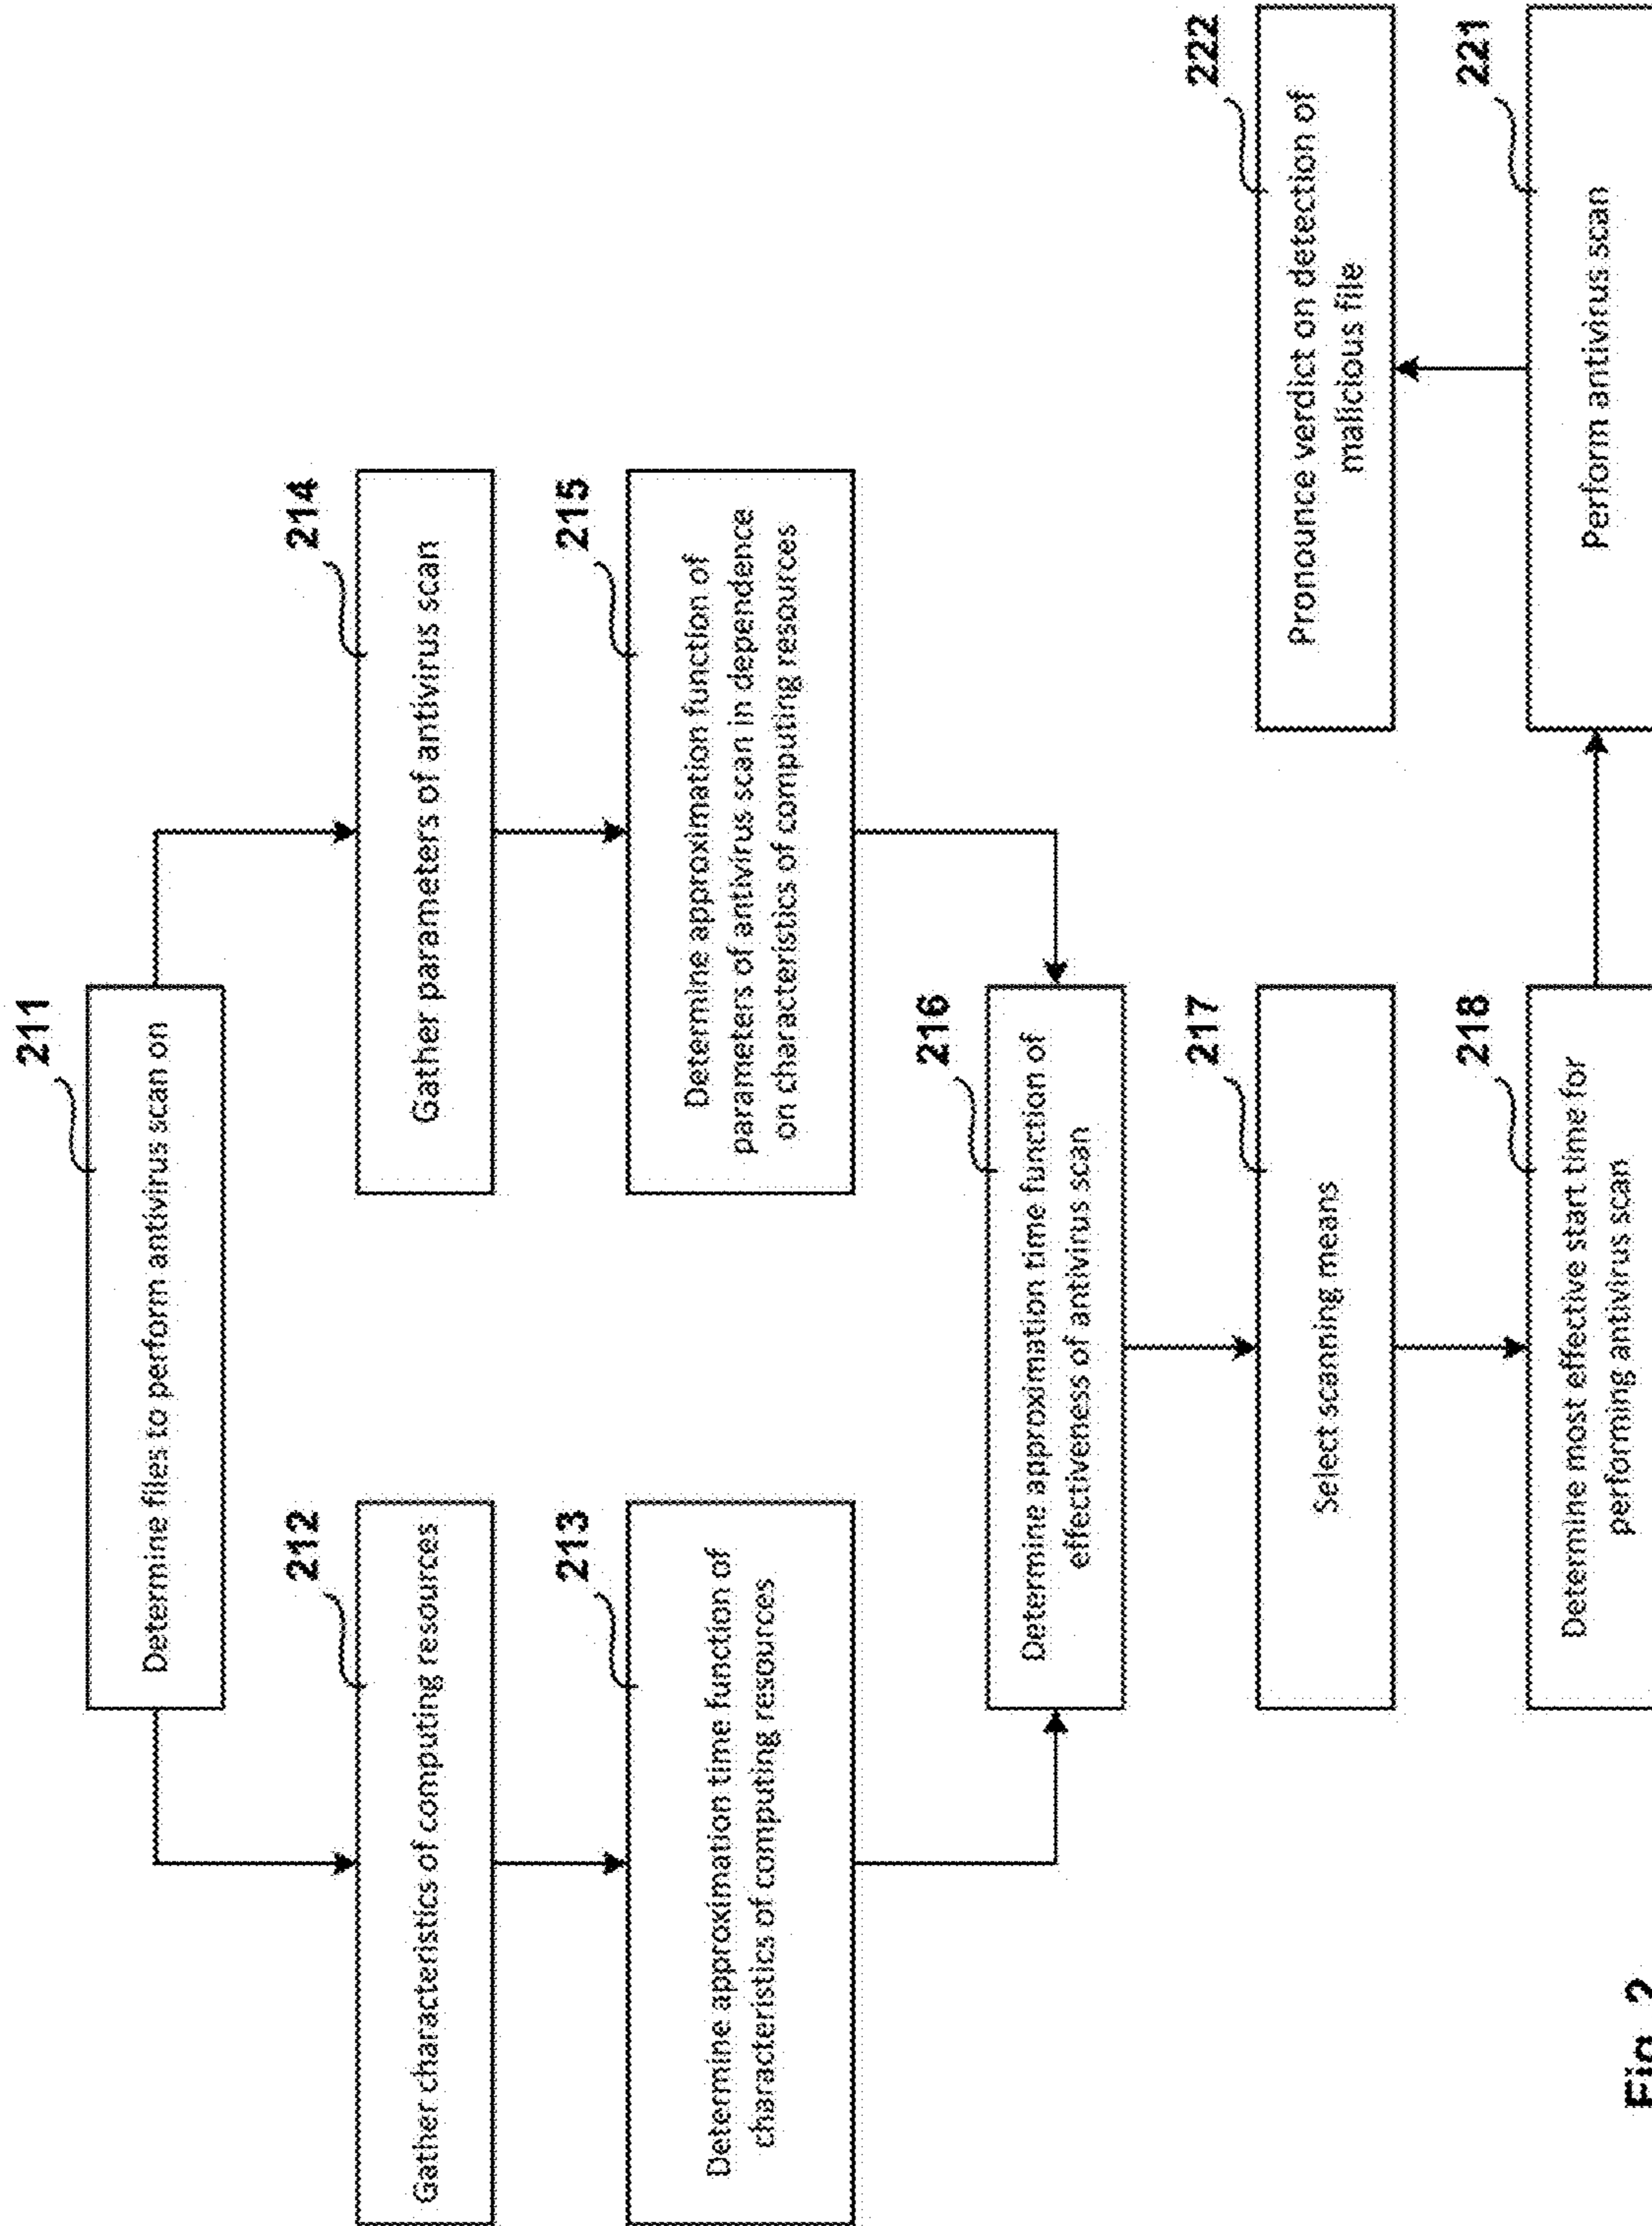 211
Determine files to perform antivirus scan on
212
Gather characteristics of computing resources
214
Gather parameters of antivirus scan
213
Determine approximation time function of
characteristics of computing resources
215
Determine approximation function of
parameters of antivirus scan in dependence
on characteristics of computing resources
216
Determine approximation time function of
effectiveness of antivirus scan
217
Select scanning means
222
Pronounce verdict on detection of
malicious file
218
Determine most effective start time for
performing antivirus scan
221
Perform antivirus scan
Fig. 2